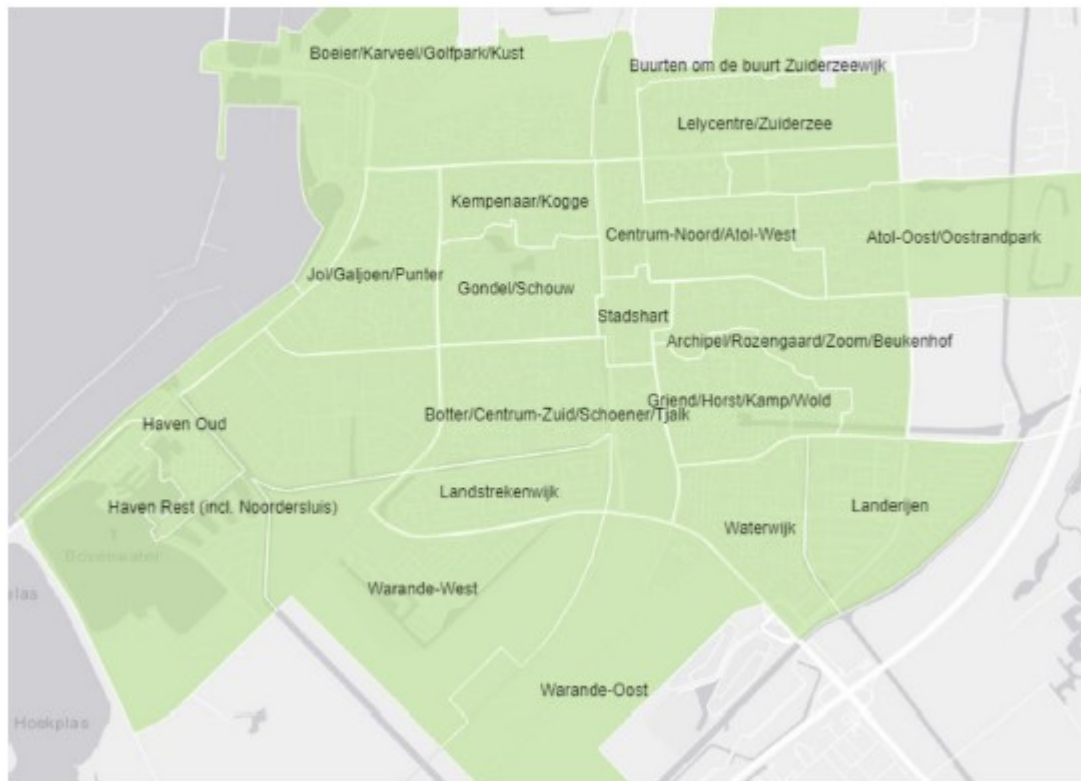 Boeier/Karveel/Golfpark/Kust
Buurten om de buurt Zuiderzeewijk
Lelycentre/Zuiderzee
Kempenaar/Kogge
Centrum-Noord/Atol-West
Atol-Oost/Oostrandpark
Jol/Galjoen/Punter
Gondel/Schouw
Stadshart
Archipel/Rozengaard/Zoom/Beukenhof
Griend/Horst/Kamp/Wold
Botter/Centrum-Zuid/Schoener/Tjalk
Haven Oud
Landstrekenwijk
Haven Rest (incl. Noordersluis)
Landerijen
Waterwijk
Bovenwater
Warande-West
plas
Warande-Oost
Hoekplas